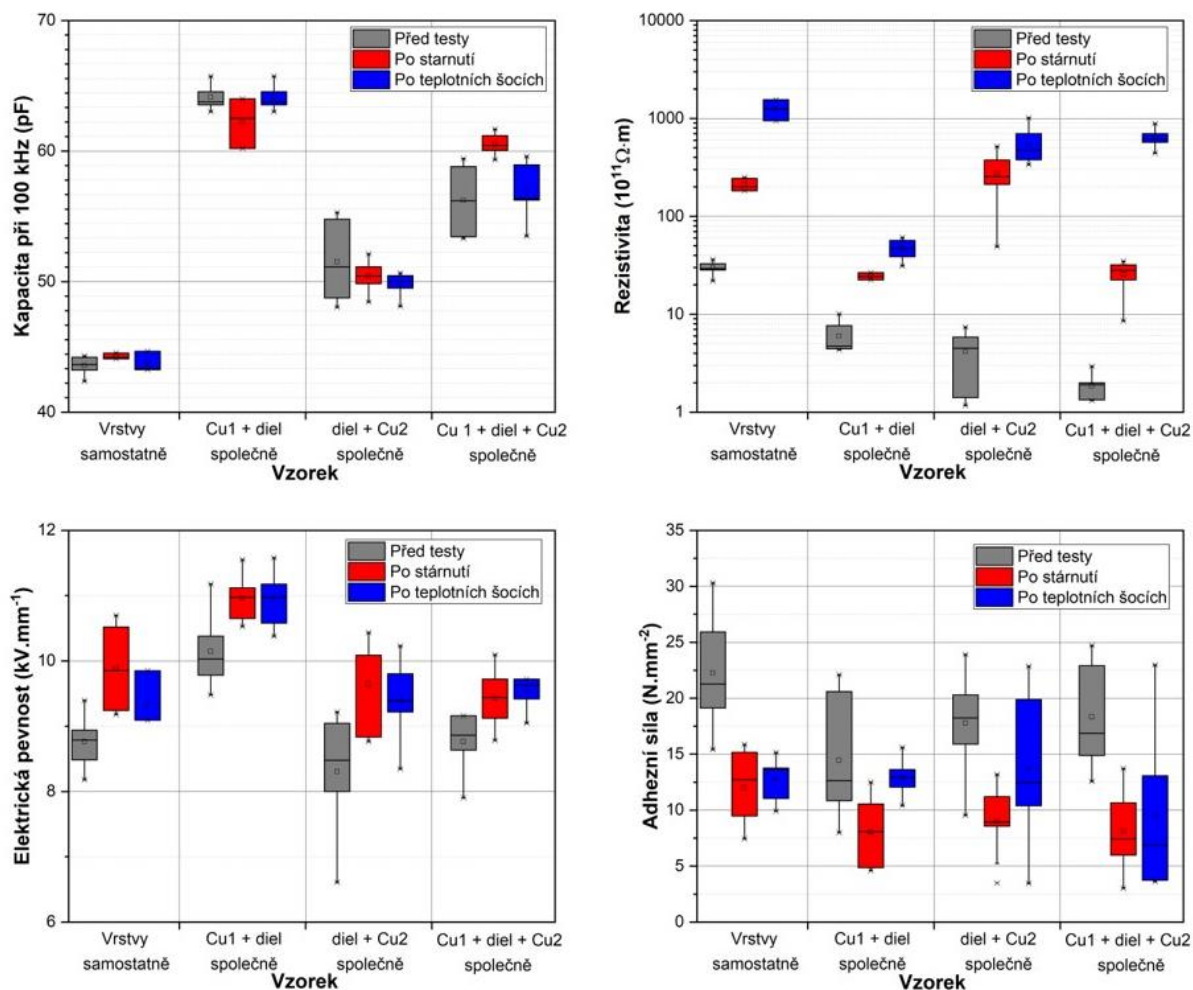 70
60
50
40
Kapacita při 100 kHz (pF)
Před testy
Po starnutí
Po teplotních šocích
Vrstvy
samostatně
Cu1 + diel
společně
diel + Cu2
společně
Cu 1 + diel + Cu2
společně
Vzorek
10000
1000
100
10
1
Rezistivita (10¹¹Ω·m)
Před testy
Po stárnutí
Po teplotních šocích
Vrstvy
samostatně
Cu1 + diel
společně
diel + Cu2
společně
Cu1 + diel + Cu2
společně
Vzorek
12
11
10
9
8
6
Elektrická pevnost (kV.mm⁻¹)
Před testy
Po stárnutí
Po teplotních šocích
Vrstvy
samostatně
Cu1 + diel
společně
diel + Cu2
společně
Cu1 + diel + Cu2
společně
Vzorek
35
30
25
20
15
10
5
0
Adhezní síla (N.mm⁻²)
Před testy
Po stárnutí
Po teplotních šocích
Vrstvy
samostatně
Cu1 + diel
společně
diel + Cu2
společně
Cu1 + diel + Cu2
společně
Vzorek